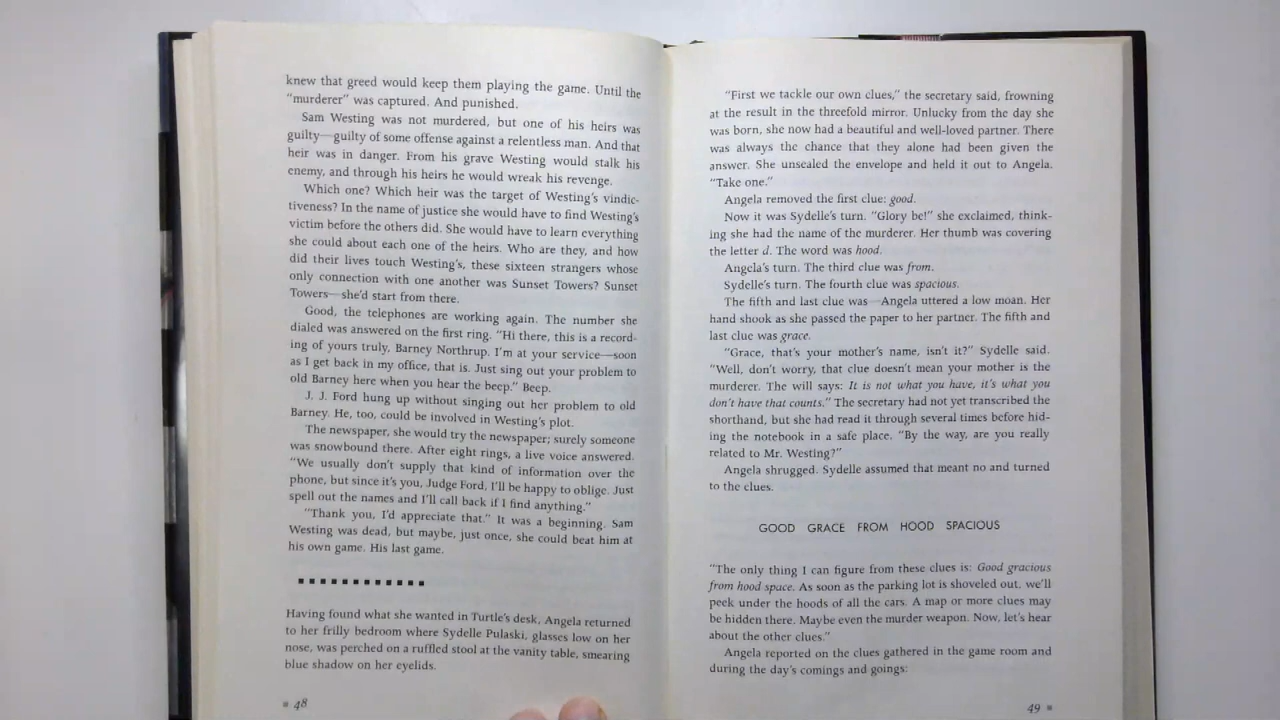 knew that greed would keep them playing the game. Until the
"murderer" was captured. And punished.
Sam Westing was not murdered, but one of his heirs was
guilty—guilty of some offense against a relentless man. And that
heir was in danger. From his grave Westing would stalk his
enemy, and through his heirs he would wreak his revenge.
Which one? Which heir was the target of Westing's vindic-
tiveness? In the name of justice she would have to find Westing's
victim before the others did. She would have to learn everything
she could about each one of the heirs. Who are they, and how
did their lives touch Westing's, these sixteen strangers whose
only connection with one another was Sunset Towers? Sunset
Towers—she'd start from there.
Good, the telephones are working again. The number she
dialed was answered on the first ring. "Hi there, this is a record-
ing of yours truly, Barney Northrup. I'm at your service—soon
as I get back in my office, that is. Just sing out your problem to
old Barney here when you hear the beep." Beep.
J. J. Ford hung up without singing out her problem to old
Barney. He, too, could be involved in Westing's plot.
The newspaper, she would try the newspaper; surely someone
was snowbound there. After eight rings, a live voice answered.
"We usually don't supply that kind of information over the
phone, but since it's you, Judge Ford, I'll be happy to oblige. Just
spell out the names and I'll call back if I find anything."
"Thank you, I'd appreciate that." It was a beginning. Sam
Westing was dead, but maybe, just once, she could beat him at
his own game. His last game.
Having found what she wanted in Turtle's desk, Angela returned
to her frilly bedroom where Sydelle Pulaski, glasses low on her
nose, was perched on a ruffled stool at the vanity table, smearing
blue shadow on her eyelids.
48
"First we tackle our own clues," the secretary said, frowning
at the result in the threefold mirror. Unlucky from the day she
was born, she now had a beautiful and well-loved partner. There
was always the chance that they alone had been given the
answer. She unsealed the envelope and held it out to Angela.
"Take one."
Angela removed the first clue: good.
Now it was Sydelle's turn. "Glory be!" she exclaimed, think-
ing she had the name of the murderer. Her thumb was covering
the letter d. The word was hood.
Angela's turn. The third clue was from.
Sydelle's turn. The fourth clue was spacious.
The fifth and last clue was—Angela uttered a low moan. Her
hand shook as she passed the paper to her partner. The fifth and
last clue was grace.
"Grace, that's your mother's name, isn't it?" Sydelle said.
"Well, don't worry, that clue doesn't mean your mother is the
murderer. The will says: It is not what you have, it's what you
don't have that counts." The secretary had not yet transcribed the
shorthand, but she had read it through several times before hid-
ing the notebook in a safe place. "By the way, are you really
related to Mr. Westing?"
Angela shrugged. Sydelle assumed that meant no and turned
to the clues.
GOOD GRACE FROM HOOD SPACIOUS
"The only thing I can figure from these clues is: Good gracious
from hood space. As soon as the parking lot is shoveled out, we'll
peek under the hoods of all the cars. A map or more clues may
be hidden there. Maybe even the murder weapon. Now, let's hear
about the other clues."
Angela reported on the clues gathered in the game room and
during the day's comings and goings:
49